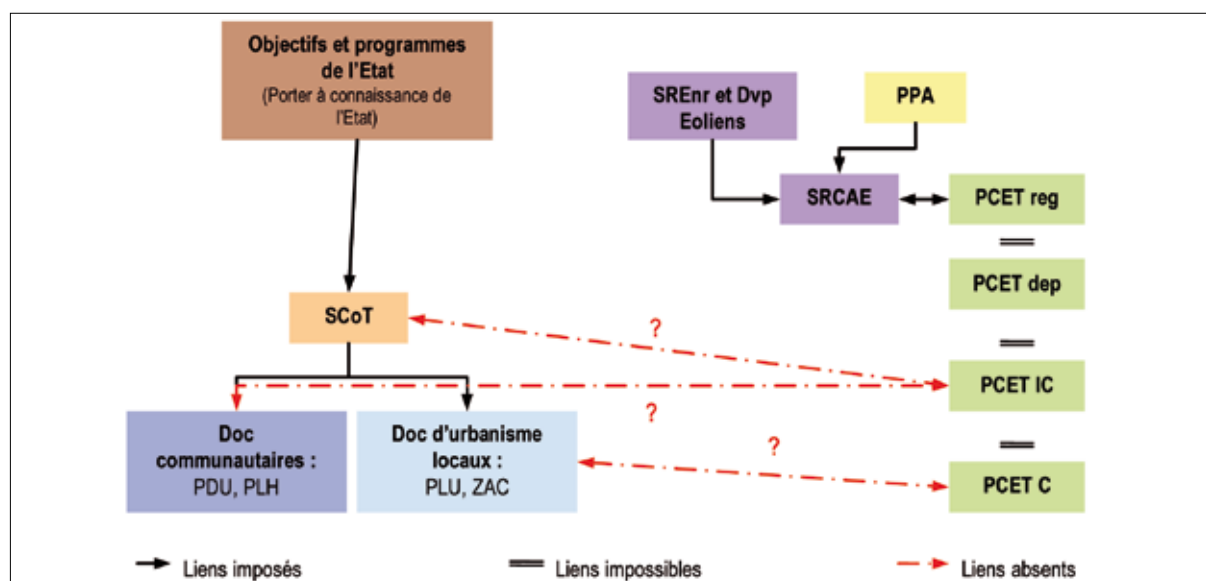 Objectifs et programmes
de l'Etat
(Porter à connaissance de
l'Etat)
SREnr et Dvp
Eoliens
PPA
SRCAE
PCET reg
PCET dep
SCoT
?
PCET IC
?
Doc
communautaires :
PDU, PLH
Doc d'urbanisme
locaux :
PLU, ZAC
?
PCET C
Liens imposés
Liens impossibles
Liens absents